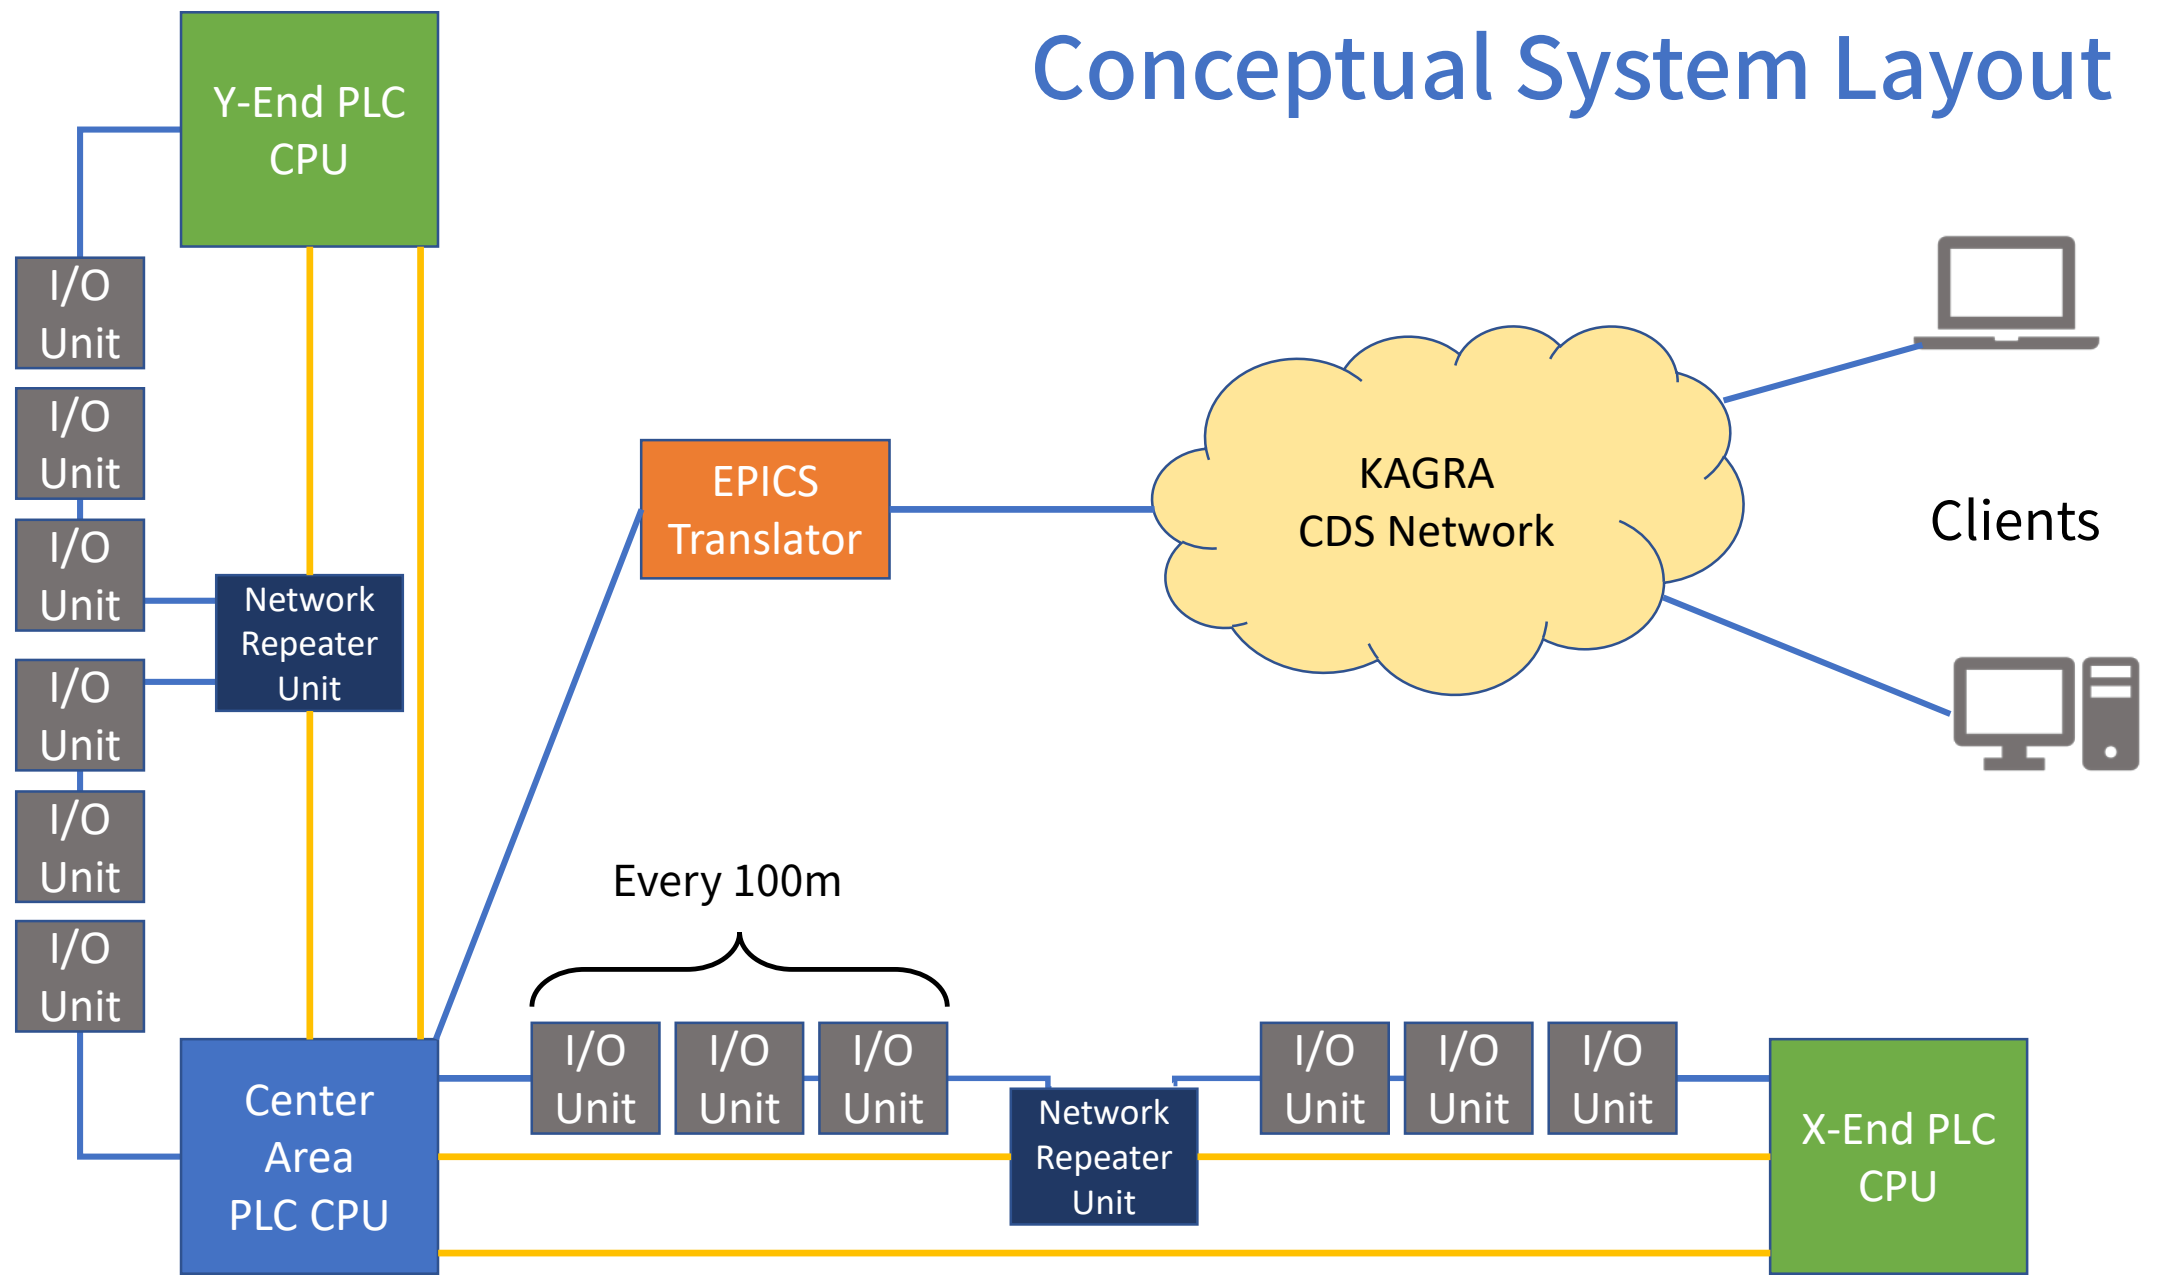 Conceptual System Layout
Y-End PLC
CPU
I/O
Unit
I/O
Unit
I/O
Unit
Network
Repeater
Unit
I/O
Unit
I/O
Unit
I/O
Unit
EPICS
Translator
KAGRA
CDS Network
Clients
Every 100m
Center
Area
PLC CPU
I/O
Unit
I/O
Unit
I/O
Unit
Network
Repeater
Unit
I/O
Unit
I/O
Unit
I/O
Unit
X-End PLC
CPU